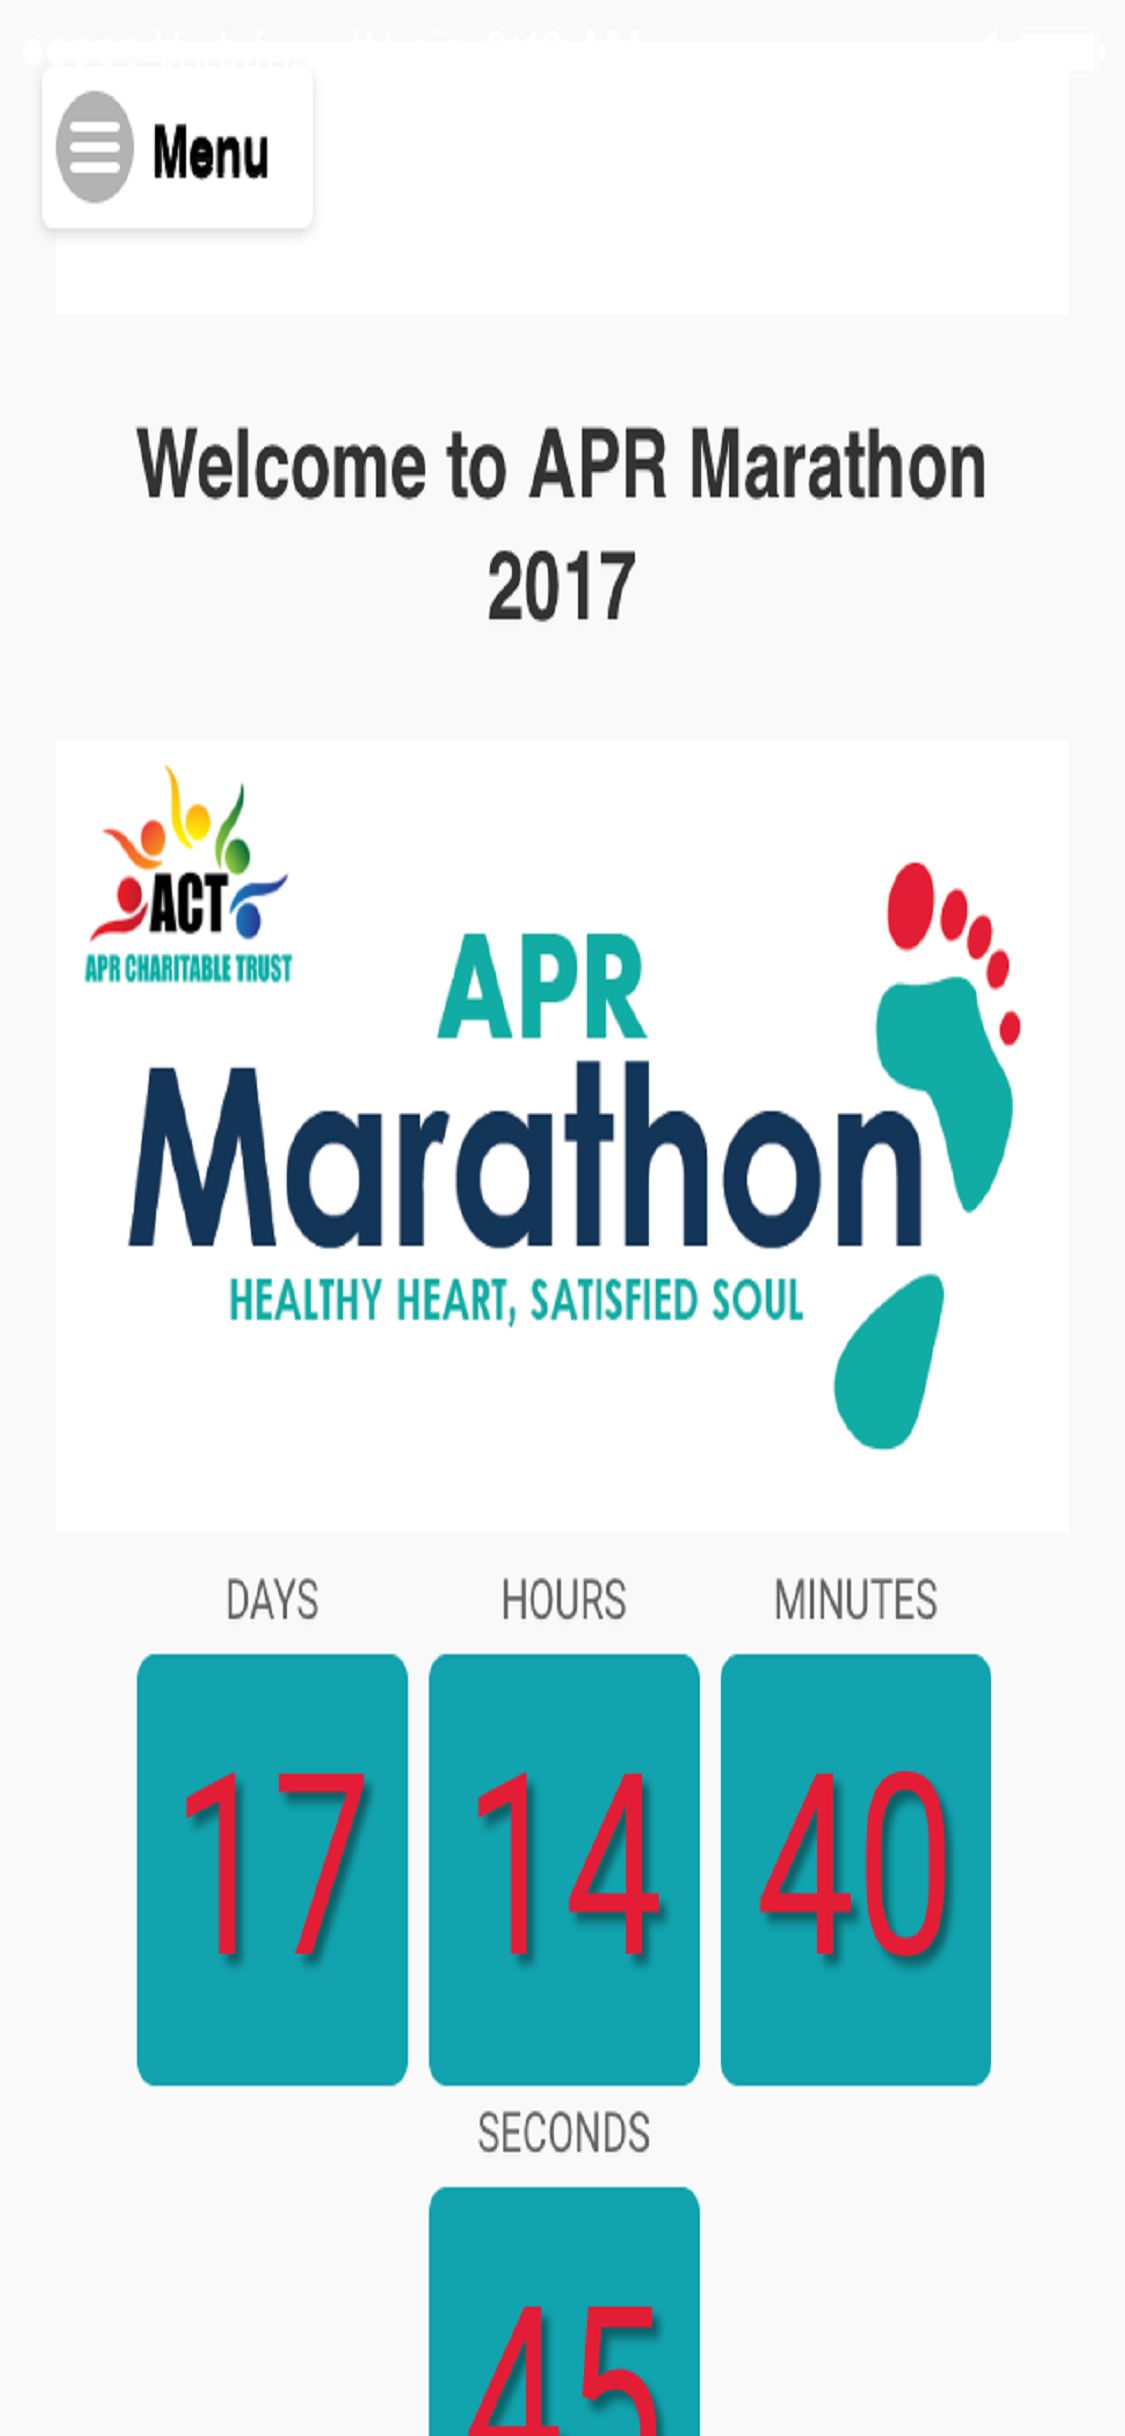 Menu
Welcome to APR Marathon
2017
ACT
APR CHARITABLE TRUST
APR
Marathon
HEALTHY HEART, SATISFIED SOUL
DAYS HOURS MINUTES
17 14 40
SECONDS
45